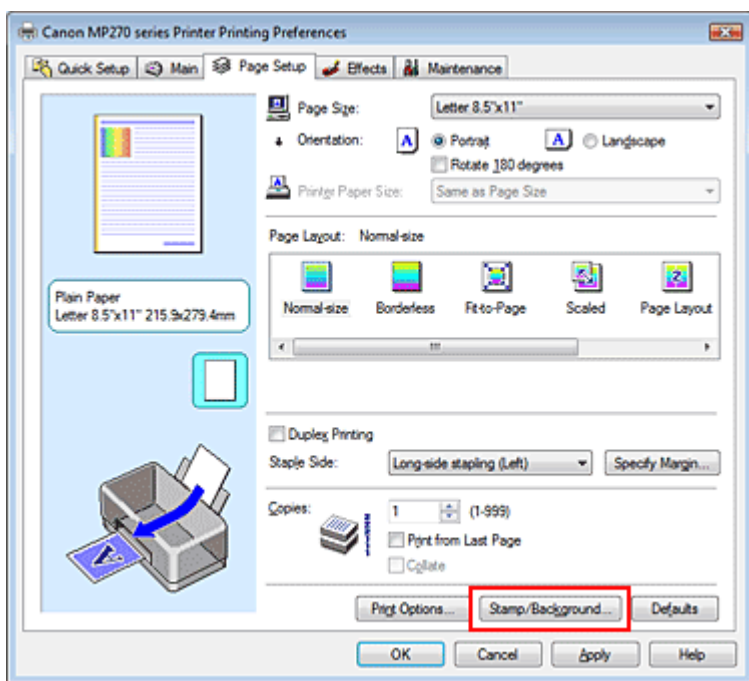 Canon MP270 series Printer Printing Preferences
Quick Setup Main Page Setup Effects Maintenance
Page Size: Letter 8.5"x11"
Orientation: A Portrait A Landscape
Rotate 180 degrees
Printer Paper Size: Same as Page Size
Page Layout: Normal-size
Normal-size Borderless Fit-to-Page Scaled Page Layout
Plain Paper
Letter 8.5"x11" 215.9x279.4mm
Duplex Printing
Staple Side: Long-side stapling (Left) Specify Margin...
Copies: 1 (1-999)
Print from Last Page
Collate
Print Options... Stamp/Background... Defaults
OK Cancel Apply Help